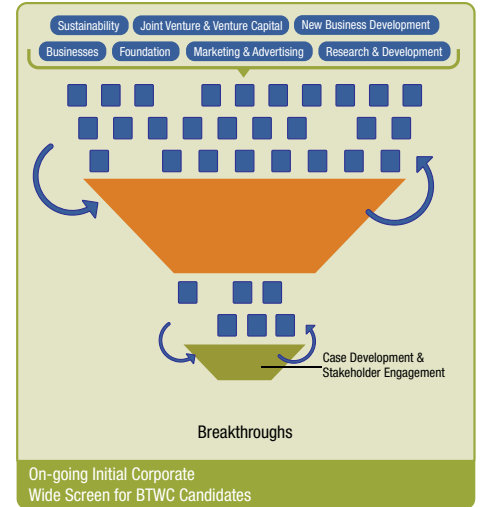 Sustainability Joint Venture & Venture Capital New Business Development
Businesses Foundation Marketing & Advertising Research & Development
Case Development &
Stakeholder Engagement
Breakthroughs
On-going Initial Corporate
Wide Screen for BTWC Candidates